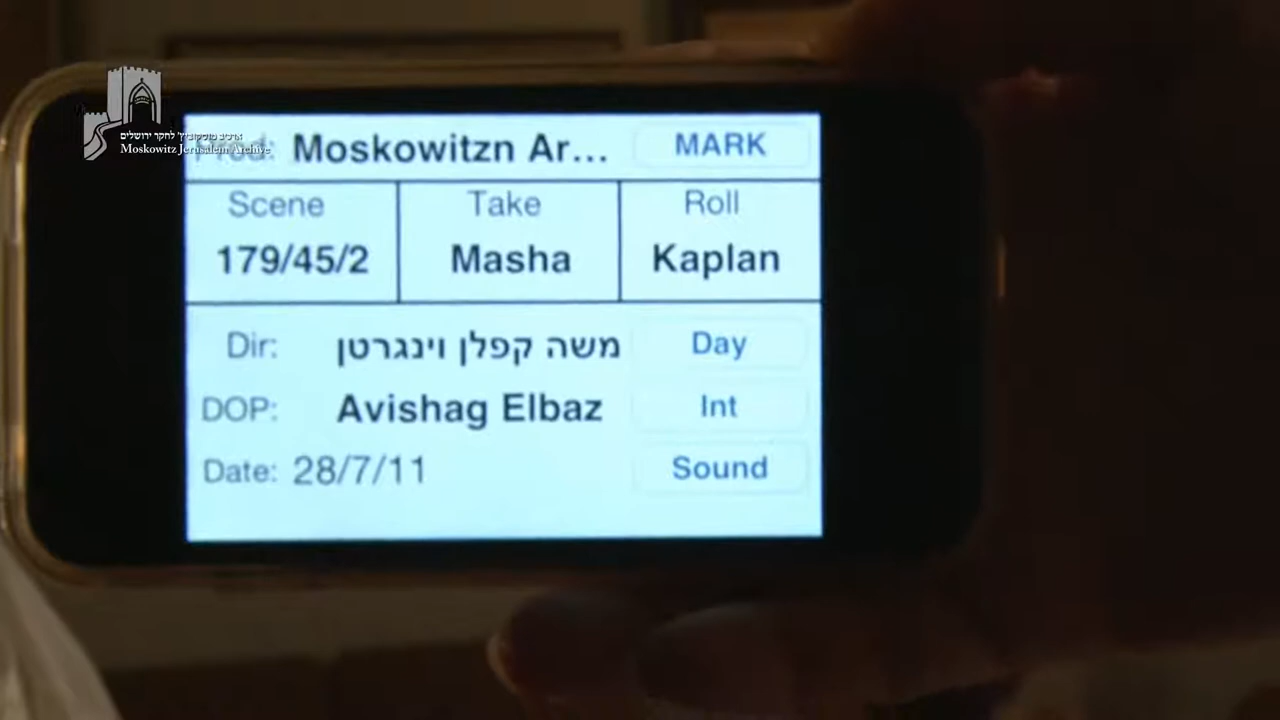 ארכיב מוסקוביץ' לחקר ירושלים
Moskowitz Jerusalem Archive
Prod: Moskowitzn Ar... MARK
Scene Take Roll
179/45/2 Masha Kaplan
Dir: משה קפלן וינגרטן Day
DOP: Avishag Elbaz Int
Date: 28/7/11 Sound